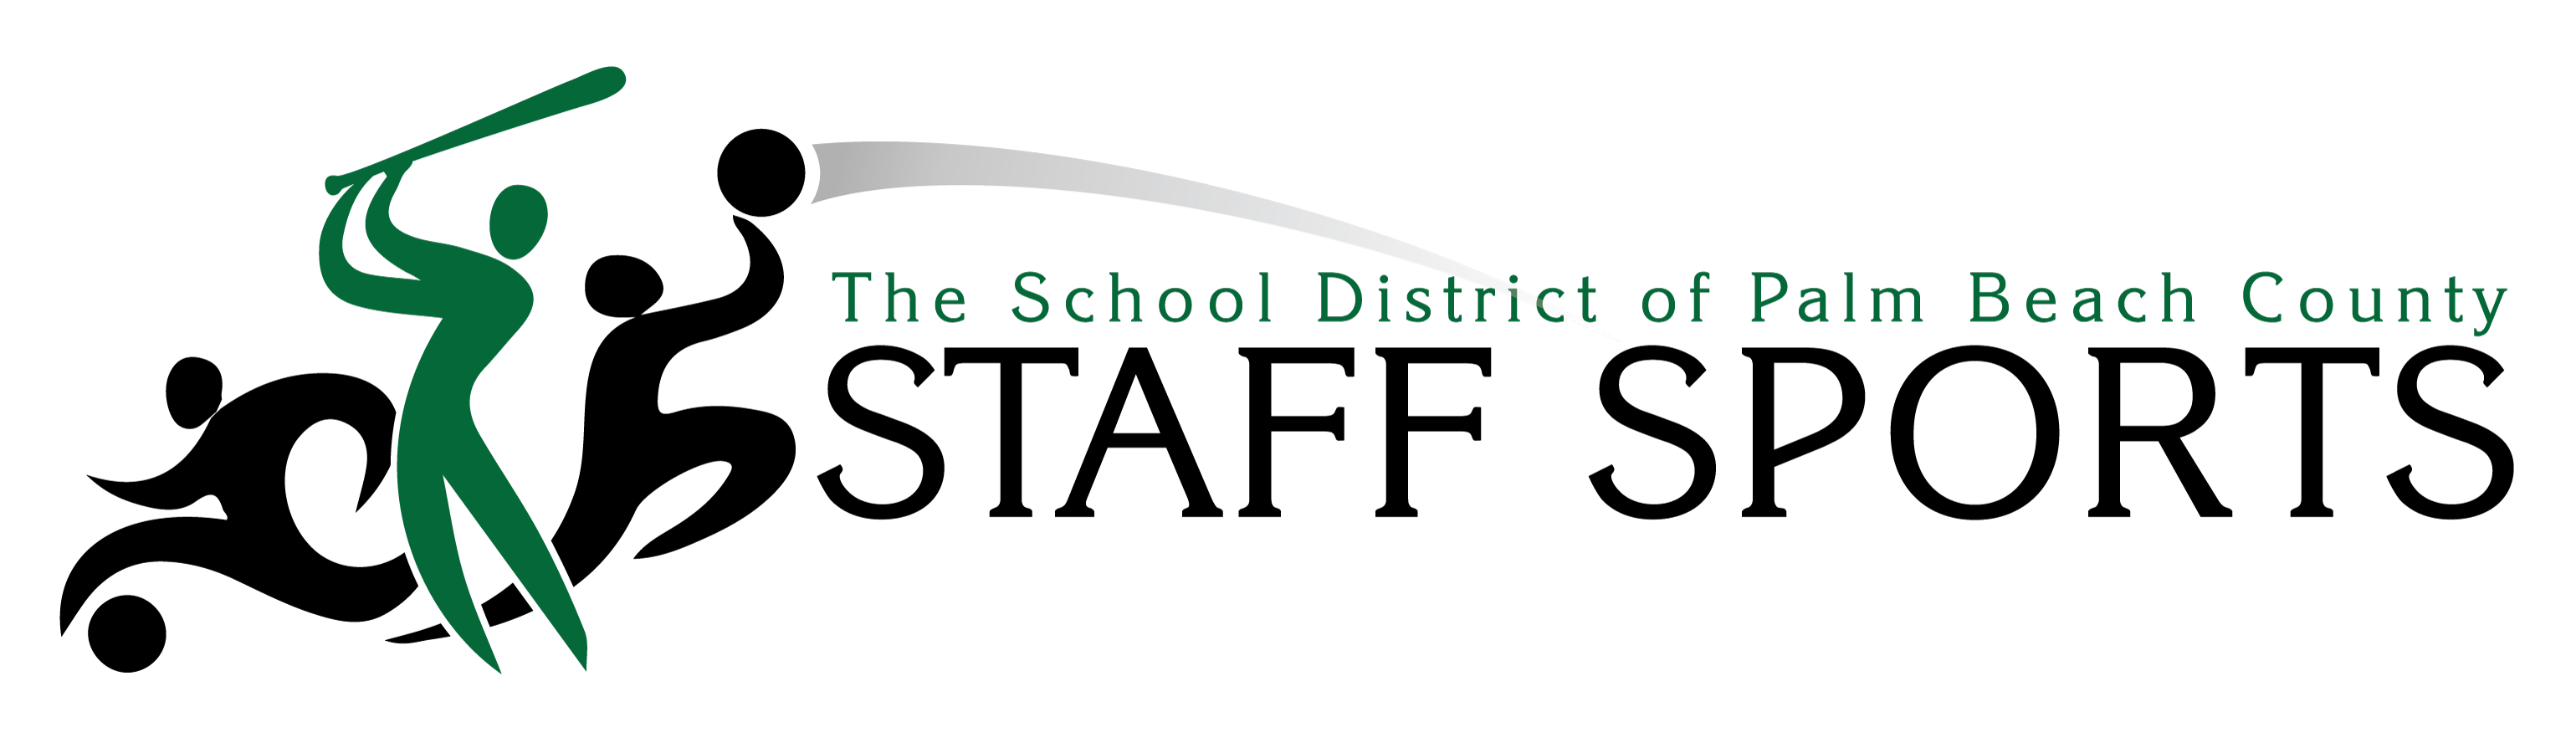 The School District of Palm Beach County
STAFF SPORTS